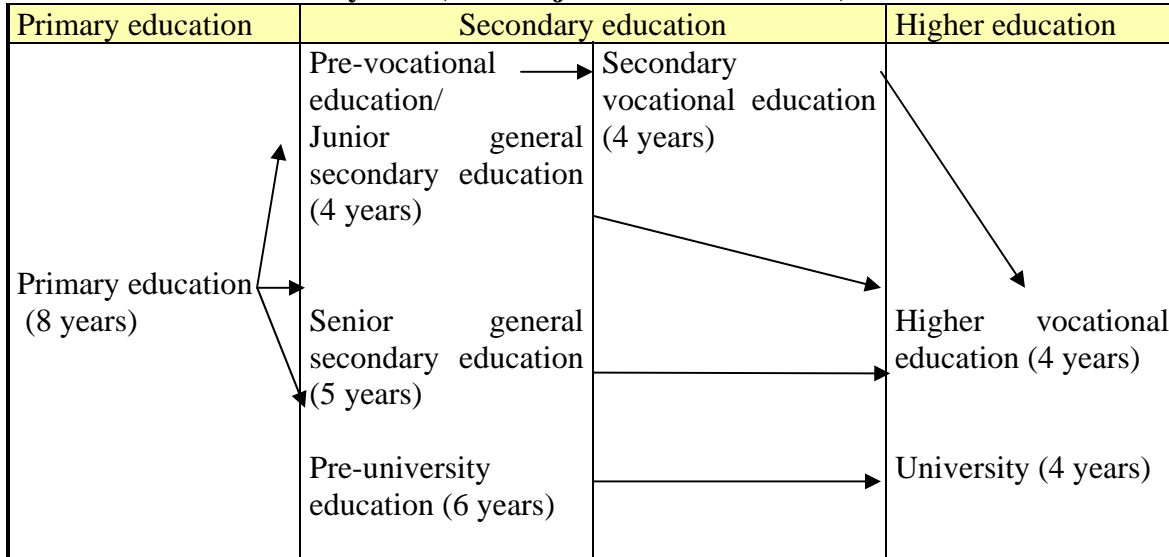 Primary education
Secondary education
Higher education
Primary education
(8 years)
Pre-vocational
education/
Junior general
secondary education
(4 years)
Senior general
secondary education
(5 years)
Pre-university
education (6 years)
Secondary
vocational education
(4 years)
Higher vocational
education (4 years)
University (4 years)